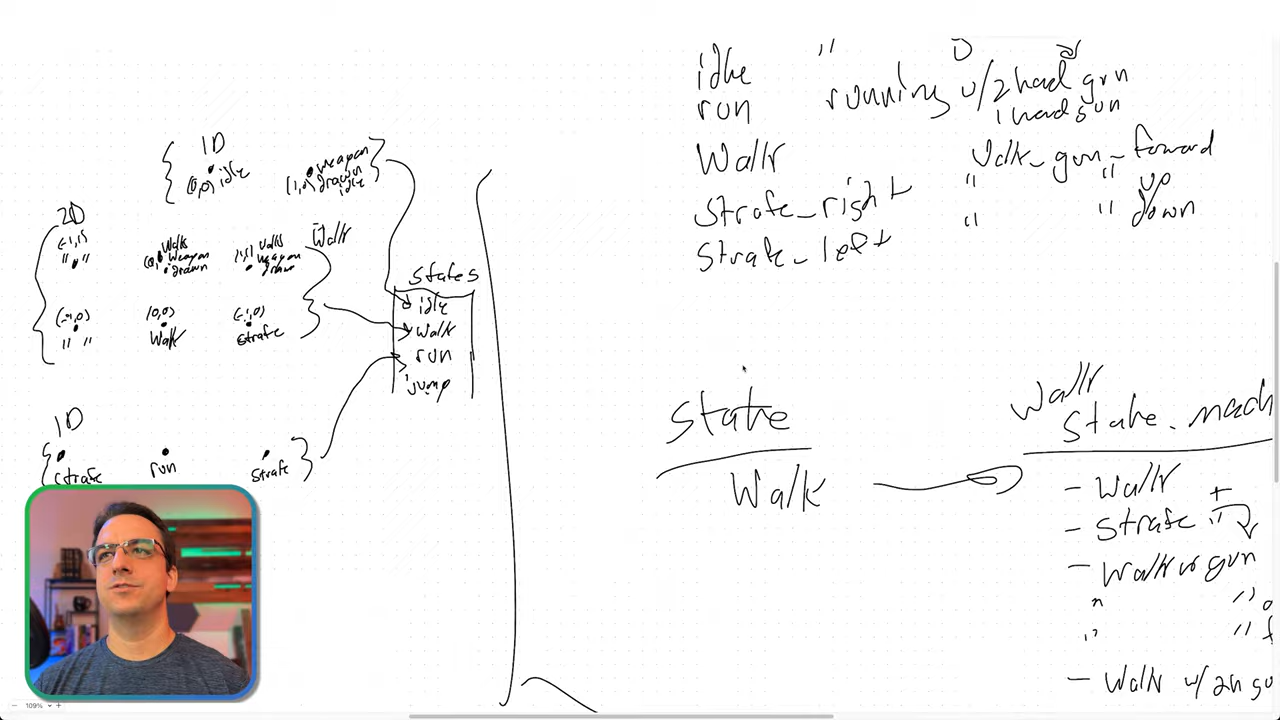 1D
(0,0) idle
(1,0) weapon
drawn
idle
2D
(-1,1)
" "
Walk
(0,1) weapon
drawn
(1,1) walk
weapon
draw
Walk
(-1,0)
" "
(0,0)
Walk
(-1,0)
Strafe
1D
Strafe
run
Strafe
States
idle
Walk
run
jump
idle "
run running w/2 hand gun
1 hand gun
Walk Walk_gun_forward
Strafe_right " " up
Strafe_left " " down
State
Walk
Walk
State_mach
- Walk
- Strafe "
- Walk w gun
" "
" " f
- Walk w/ 2h gu
109%